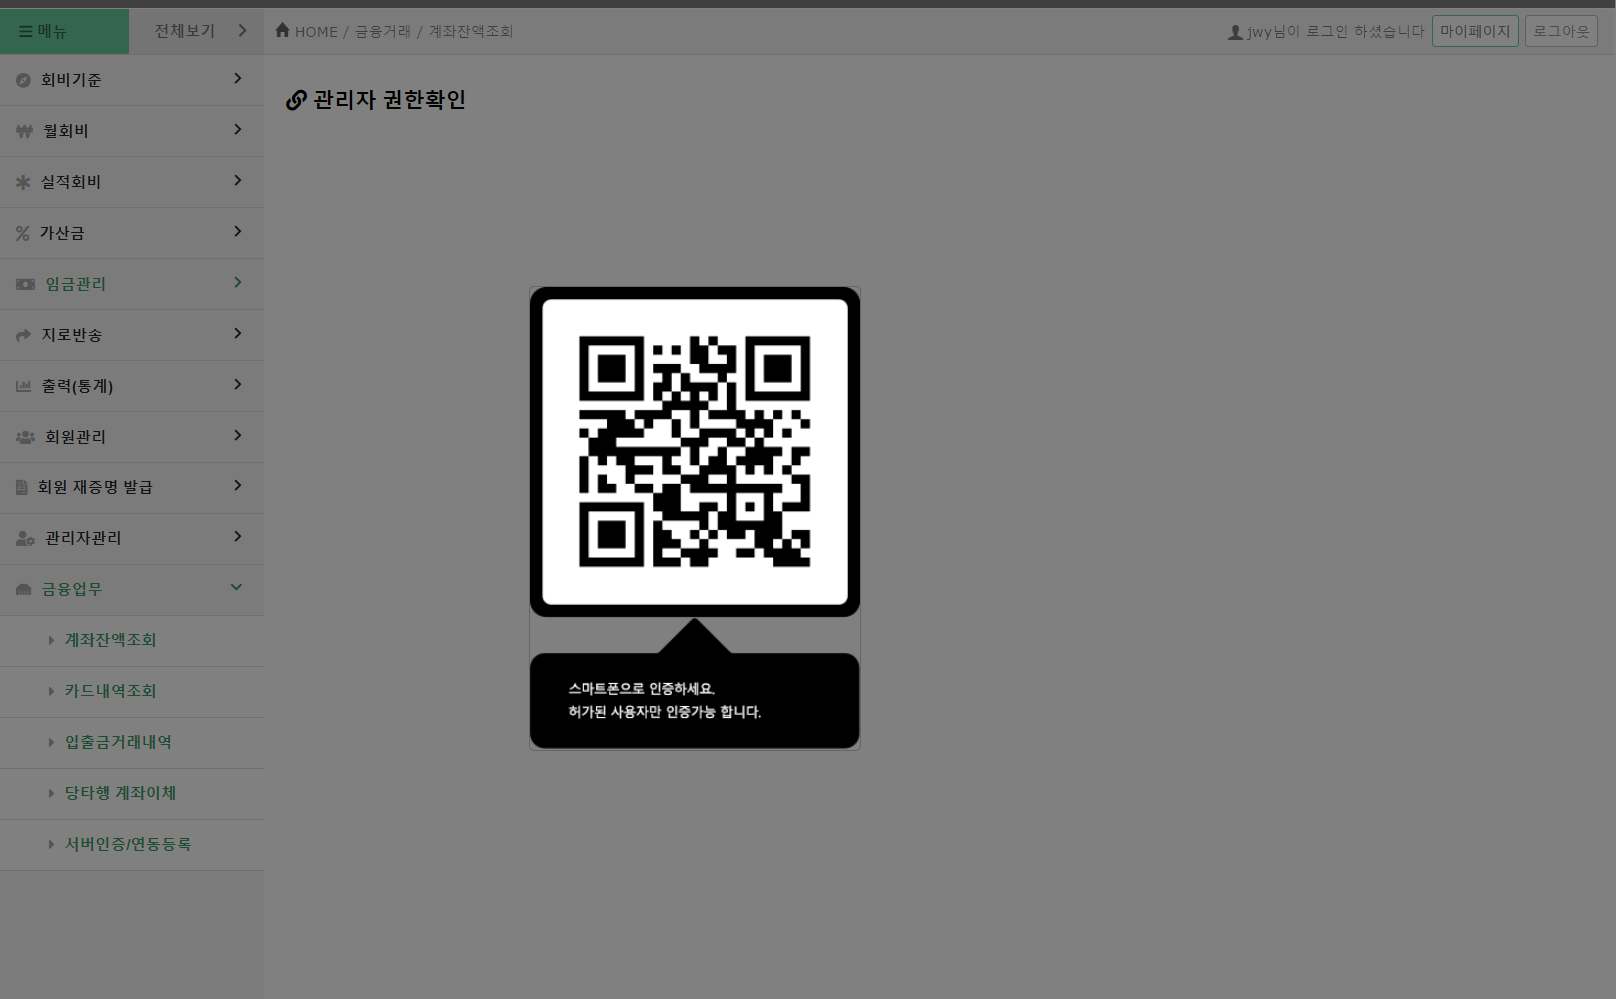 메뉴
전체보기
HOME / 금융거래 / 계좌잔액조회
jwy님이 로그인 하셨습니다
마이페이지
로그아웃
회비기준
월회비
실적회비
가산금
임금관리
지로반송
출력(통계)
회원관리
회원 재증명 발급
관리자관리
금융업무
계좌잔액조회
카드내역조회
입출금거래내역
당타행 계좌이체
서버인증/연동등록
관리자 권한확인
스마트폰으로 인증하세요.
허가된 사용자만 인증가능 합니다.